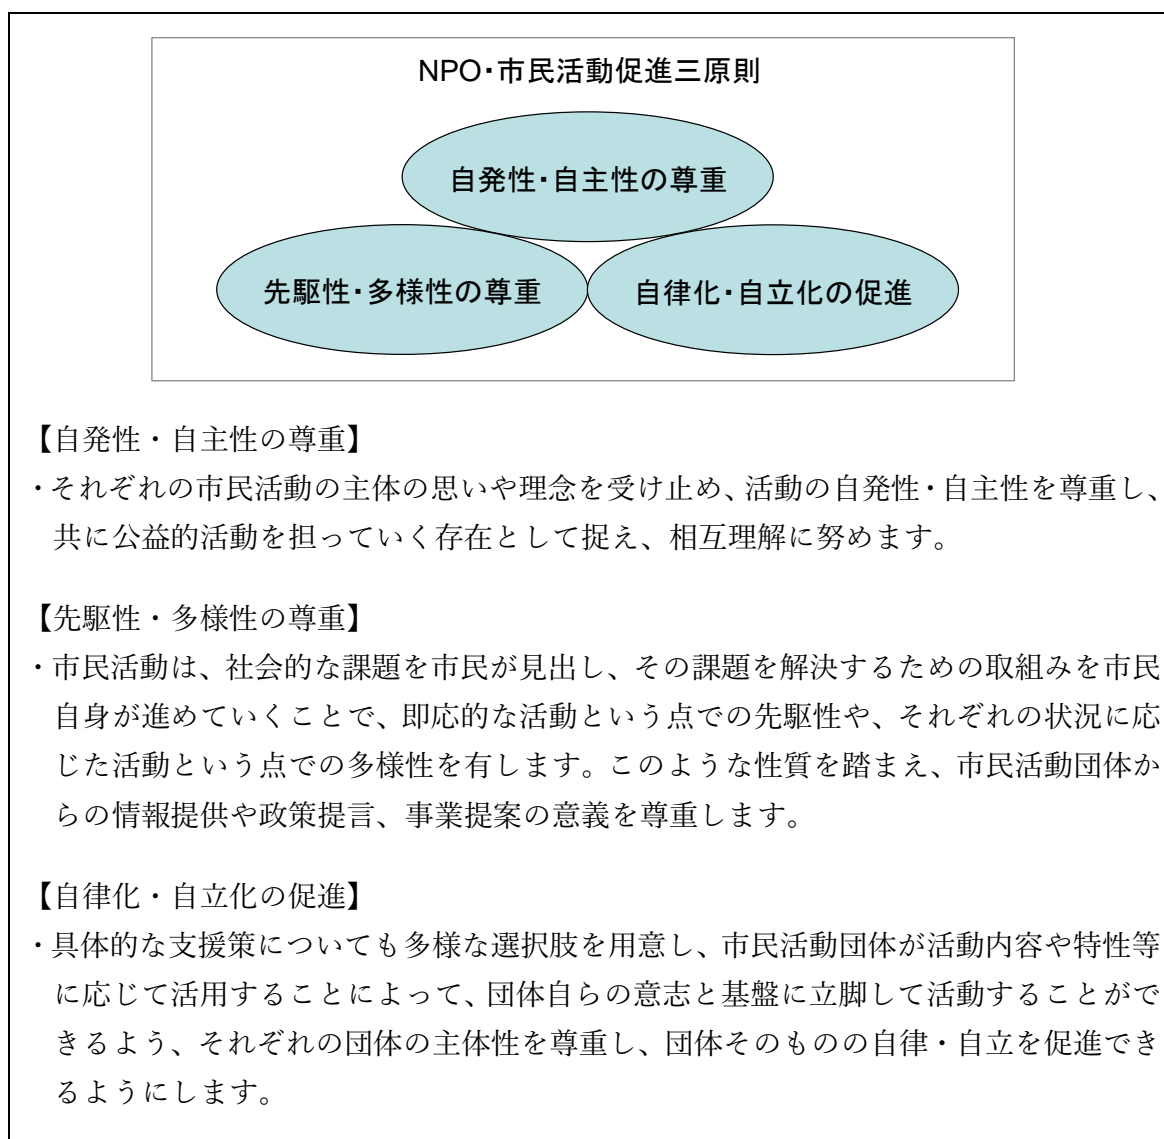 NPO・市民活動促進三原則
自発性・自主性の尊重
先駆性・多様性の尊重
自律化・自立化の促進
【自発性・自主性の尊重】
・それぞれの市民活動の主体の思いや理念を受け止め、活動の自発性・自主性を尊重し、
共に公益的活動を担っていく存在として捉え、相互理解に努めます。
【先駆性・多様性の尊重】
・市民活動は、社会的な課題を市民が見出し、その課題を解決するための取組みを市民
自身が進めていくことで、即応的な活動という点での先駆性や、それぞれの状況に応
じた活動という点での多様性を有します。このような性質を踏まえ、市民活動団体か
らの情報提供や政策提言、事業提案の意義を尊重します。
【自律化・自立化の促進】
・具体的な支援策についても多様な選択肢を用意し、市民活動団体が活動内容や特性等
に応じて活用することによって、団体自らの意志と基盤に立脚して活動することがで
きるよう、それぞれの団体の主体性を尊重し、団体そのものの自律・自立を促進でき
るようにします。